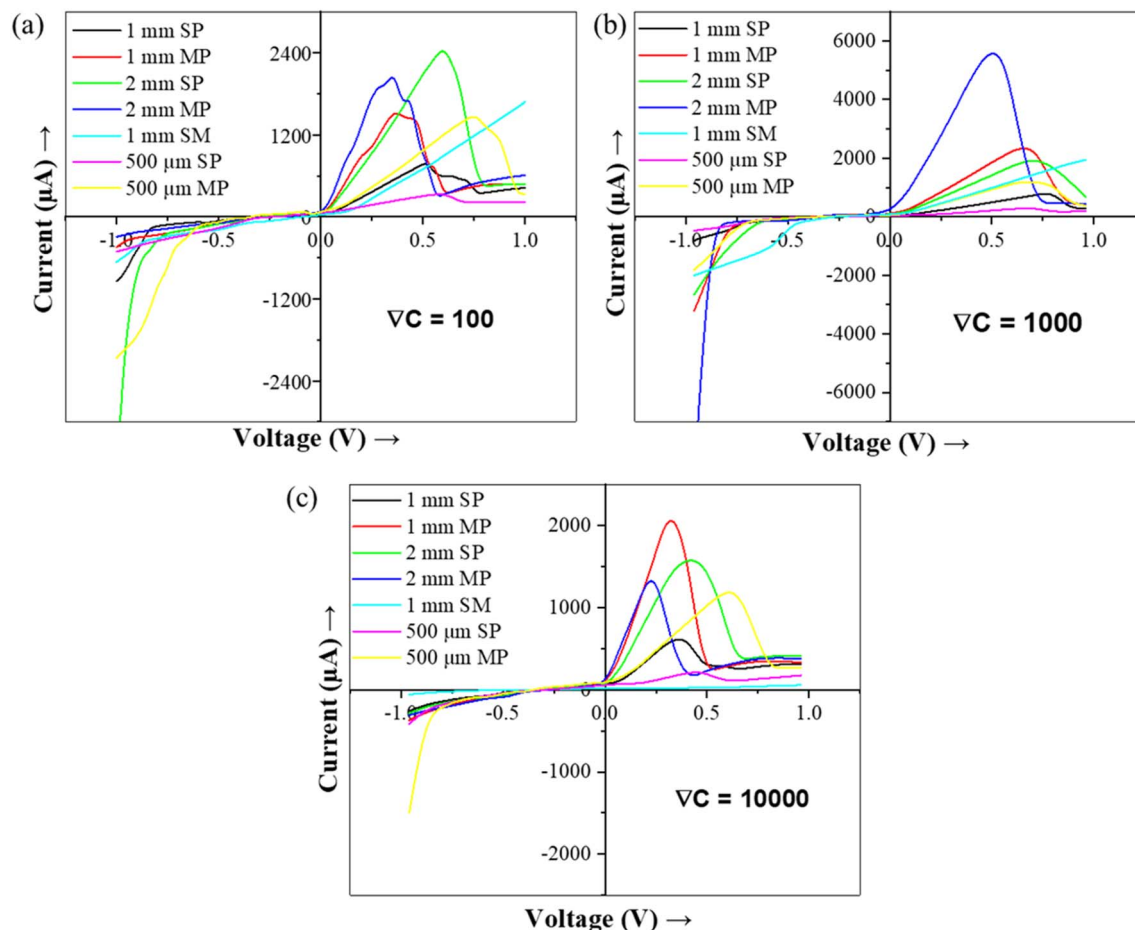 (a)
1 mm SP
1 mm MP
2 mm SP
2 mm MP
1 mm SM
500 µm SP
500 µm MP
2400
1200
0
-1200
-2400
-1.0
-0.5
0.0
0.5
1.0
∇C = 100
Current (µA) →
Voltage (V) →
(b)
1 mm SP
1 mm MP
2 mm SP
2 mm MP
1 mm SM
500 µm SP
500 µm MP
6000
4000
2000
0
-2000
-4000
-6000
-1.0
-0.5
0.0
0.5
1.0
∇C = 1000
Current (µA) →
Voltage (V) →
(c)
1 mm SP
1 mm MP
2 mm SP
2 mm MP
1 mm SM
500 µm SP
500 µm MP
2000
1000
0
-1000
-2000
-1.0
-0.5
0.0
0.5
1.0
∇C = 10000
Current (µA) →
Voltage (V) →